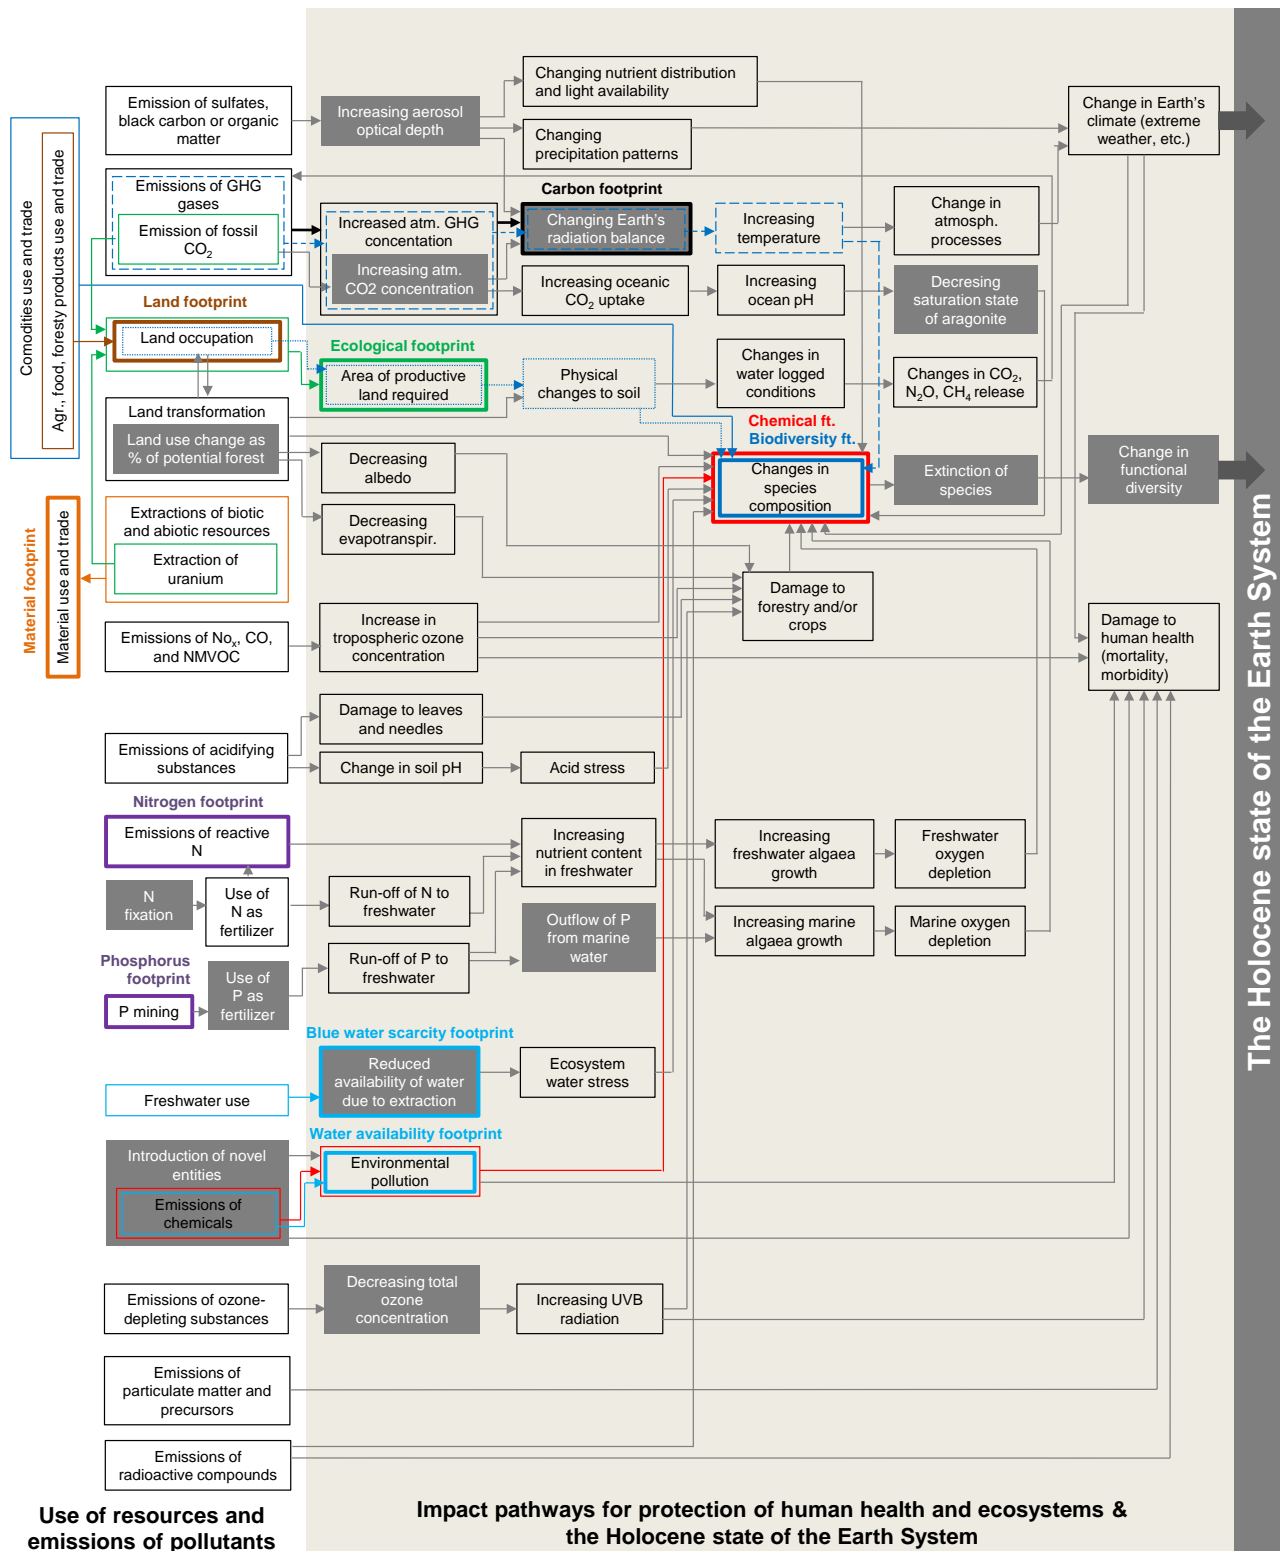 Changing nutrient distribution
and light availability
Emission of sulfates,
black carbon or organic
matter
Increasing aerosol
optical depth
Changing
precipitation patterns
Change in Earth's
climate (extreme
weather, etc.)
Comodities use and trade
Agr., food, foresty products use and trade
Emissions of GHG
gases
Emission of fossil
CO2
Increased atm. GHG
concentation
Increasing atm.
CO2 concentration
Carbon footprint
Changing Earth's
radiation balance
Increasing
temperature
Change in
atmosph.
processes
Increasing oceanic
CO2 uptake
Increasing
ocean pH
Decresing
saturation state
of aragonite
Land footprint
Land occupation
Ecological footprint
Area of productive
land required
Physical
changes to soil
Changes in
water logged
conditions
Changes in CO2,
N2O, CH4 release
Land transformation
Land use change as
% of potential forest
Decreasing
albedo
Chemical ft.
Biodiversity ft.
Changes in
species
composition
Extinction of
species
Change in
functional
diversity
Material footprint
Material use and trade
Extractions of biotic
and abiotic resources
Extraction of
uranium
Decreasing
evapotranspir.
Damage to
forestry and/or
crops
Emissions of Nox, CO,
and NMVOC
Increase in
tropospheric ozone
concentration
Damage to
human health
(mortality,
morbidity)
The Holocene state of the Earth System
Damage to leaves
and needles
Emissions of acidifying
substances
Change in soil pH
Acid stress
Nitrogen footprint
Emissions of reactive
N
Increasing
nutrient content
in freshwater
Increasing
freshwater algaea
growth
Freshwater
oxygen
depletion
N
fixation
Use of
N as
fertilizer
Run-off of N to
freshwater
Outflow of P
from marine
water
Increasing marine
algaea growth
Marine oxygen
depletion
Phosphorus
footprint
P mining
Use of
P as
fertilizer
Run-off of P to
freshwater
Blue water scarcity footprint
Freshwater use
Reduced
availability of water
due to extraction
Ecosystem
water stress
Water availability footprint
Introduction of novel
entities
Emissions of
chemicals
Environmental
pollution
Emissions of ozone-
depleting substances
Decreasing total
ozone
concentration
Increasing UVB
radiation
Emissions of
particulate matter and
precursors
Emissions of
radioactive compounds
Use of resources and
emissions of pollutants
Impact pathways for protection of human health and ecosystems &
the Holocene state of the Earth System